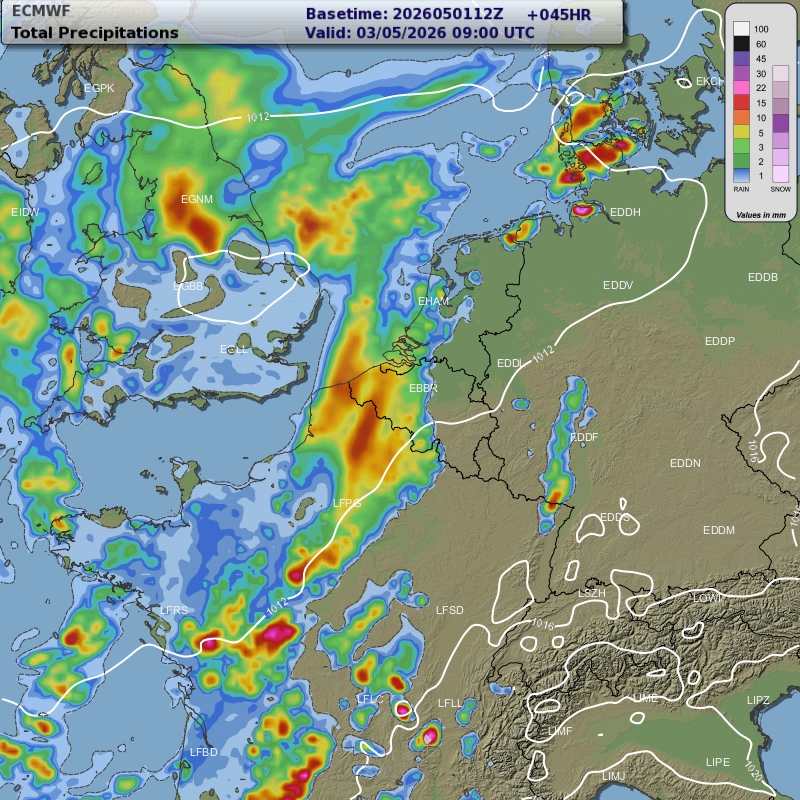 ECMWF
Basetime: 2026050112Z +045HR
Total Precipitations
Valid: 03/05/2026 09:00 UTC
100
60
45
30
22
15
10
5
3
2
1
RAIN SNOW
Values in mm
EGPK
EKCH
1012
EIDW
EGNM
EDDH
EGBB
EDDV
EDDB
EHAM
EDDP
EGLL
1012
EDDL
EBBR
EDDF
1016
EDDN
LFPG
EDDS
EDDM
LFRS
1012
LFSD
LSZH
LOWI
1016
LFLC
LFLL
LIME
LIPZ
LIMF
LFBD
LIPE
1020
LIMJ